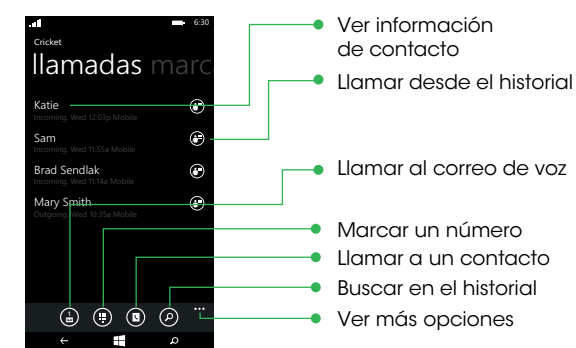 6:30
Cricket
llamadas marc
Katie
Incoming. Wed 12:03p Mobile
Sam
Incoming. Wed 11:55a Mobile
Brad Sendlak
Incoming. Wed 11:14a Mobile
Mary Smith
Outgoing. Wed 10:35a Mobile
1
Ver información
de contacto
Llamar desde el historial
Llamar al correo de voz
Marcar un número
Llamar a un contacto
Buscar en el historial
Ver más opciones